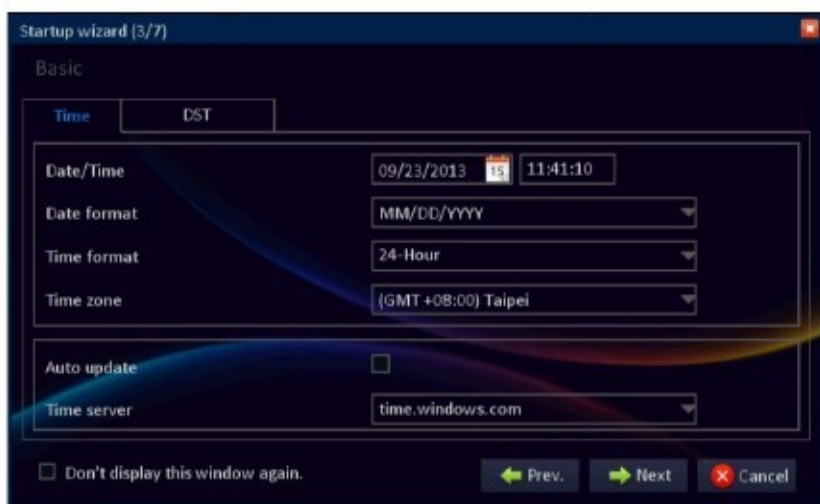 Startup wizard (3/7)
Basic
Time DST
Date/Time 09/23/2013 15 11:41:10
Date format MM/DD/YYYY
Time format 24-Hour
Time zone (GMT +08:00) Taipei
Auto update
Time server time.windows.com
Don't display this window again. Prev. Next Cancel